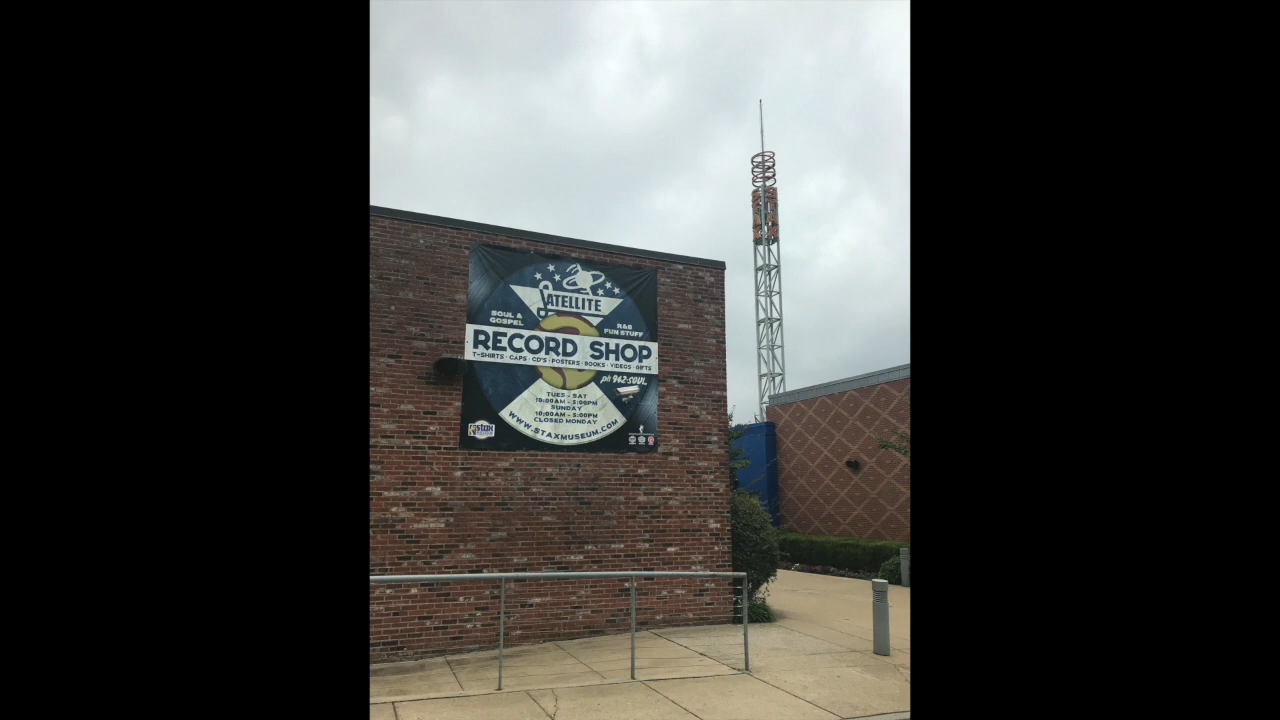 SATELLITE
SOUL &
GOSPEL
R&B
FUN STUFF
RECORD SHOP
T-SHIRTS · CAPS · CD'S · POSTERS · BOOKS · VIDEOS · GIFTS
ph 942-SOUL
TUES - SAT
10:00AM - 5:00PM
SUNDAY
10:00AM - 5:00PM
CLOSED MONDAY
WWW.STAXMUSEUM.COM
stax